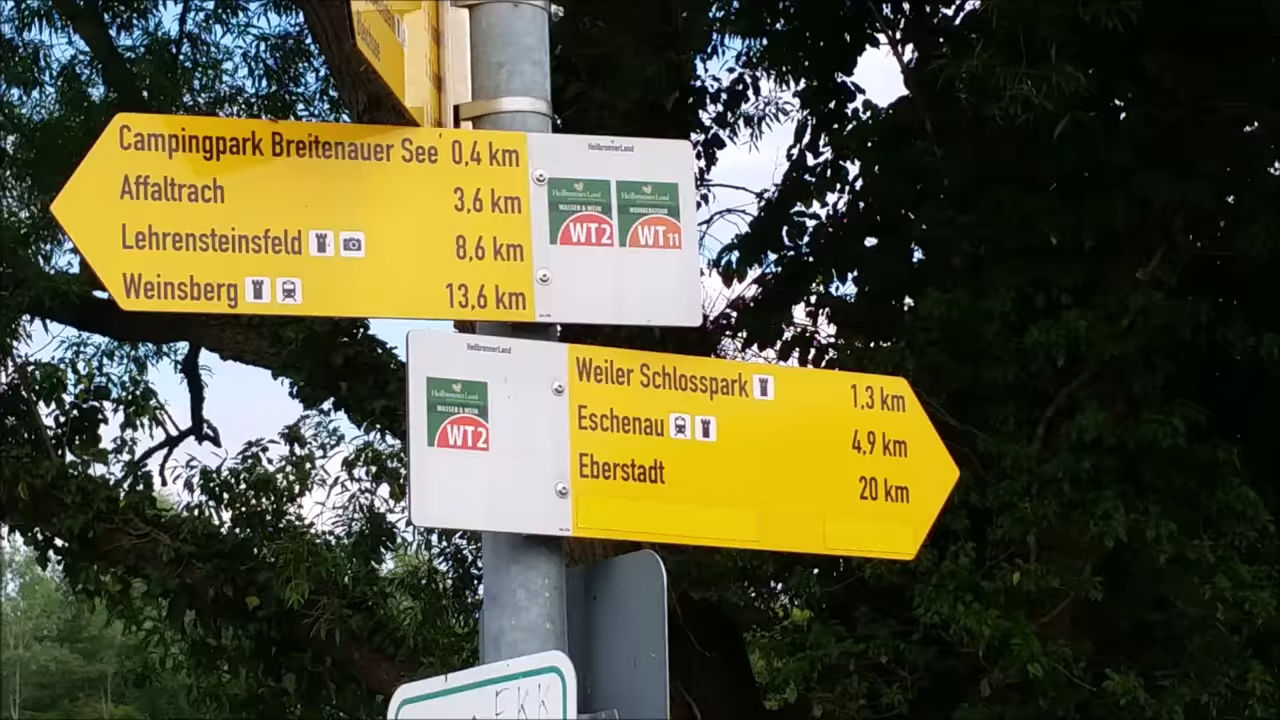 Campingpark Breitenauer See 0,4 km
Affaltrach 3,6 km
Lehrensteinsfeld 8,6 km
Weinsberg 13,6 km
HeilbronnerLand
HeilbronnerLand
WASSER & WEIN
WT2
HeilbronnerLand
WEINBERGTOUR
WT11
HeilbronnerLand
HeilbronnerLand
WASSER & WEIN
WT2
Weiler Schlosspark 1,3 km
Eschenau 4,9 km
Eberstadt 20 km
FKK